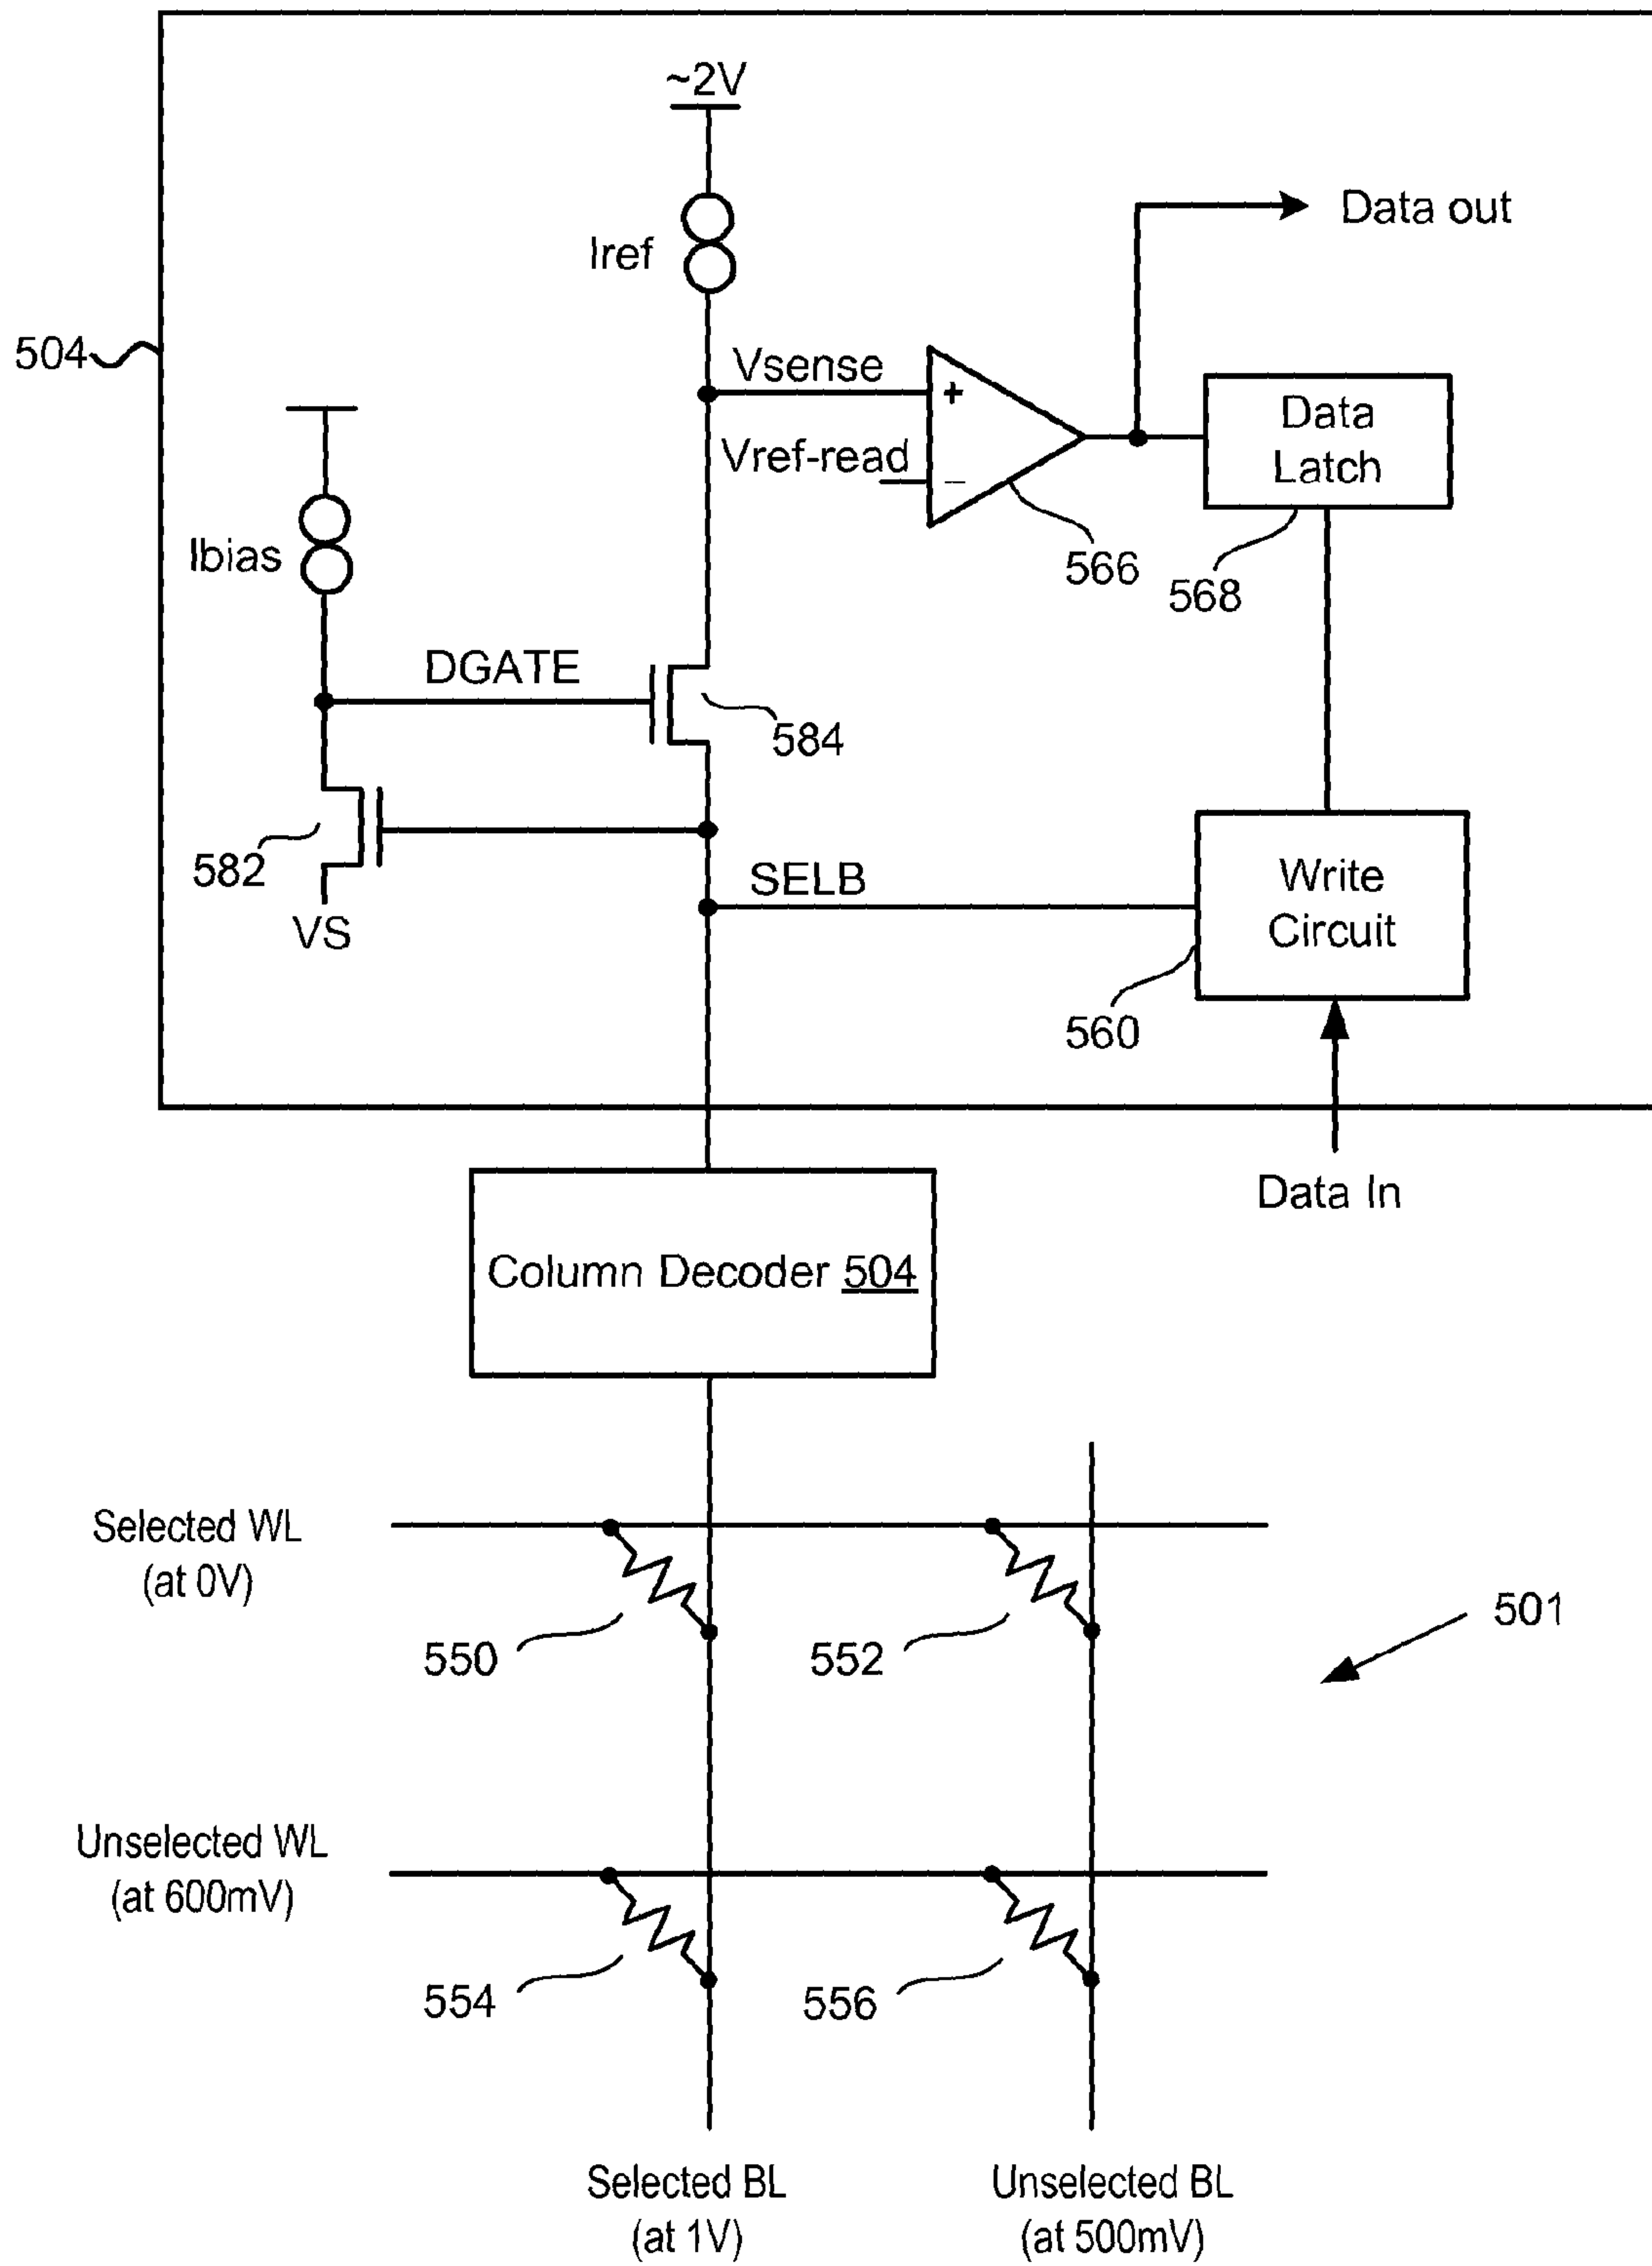 ~2V
Data out
Iref
504
Vsense
+
Data
Latch
Vref-read
–
Ibias
566
568
DGATE
584
582
SELB
Write
Circuit
VS
560
Data In
Column Decoder 504
Selected WL
(at 0V)
501
550
552
Unselected WL
(at 600mV)
554
556
Selected BL
(at 1V)
Unselected BL
(at 500mV)